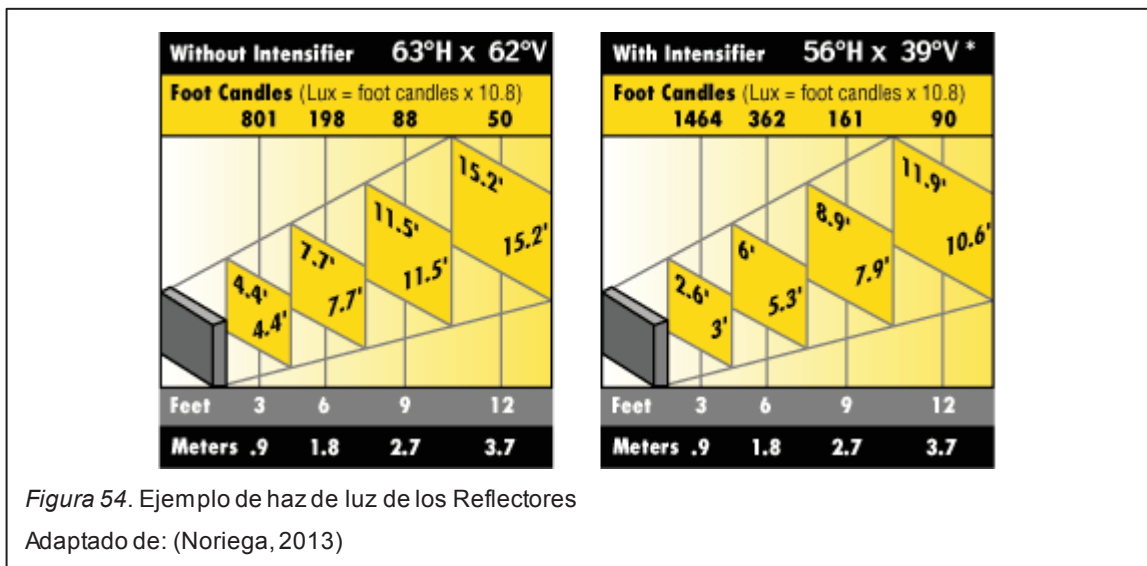 Without Intensifier 63°H x 62°V
Foot Candles (Lux = foot candles x 10.8)
801 198 88 50
4.4' 7.7' 11.5' 15.2'
4.4' 7.7' 11.5' 15.2'
Feet 3 6 9 12
Meters .9 1.8 2.7 3.7
With Intensifier 56°H x 39°V *
Foot Candles (Lux = foot candles x 10.8)
1464 362 161 90
2.6' 6' 8.9' 11.9'
3' 5.3' 7.9' 10.6'
Feet 3 6 9 12
Meters .9 1.8 2.7 3.7
Figura 54. Ejemplo de haz de luz de los Reflectores
Adaptado de: (Noriega, 2013)